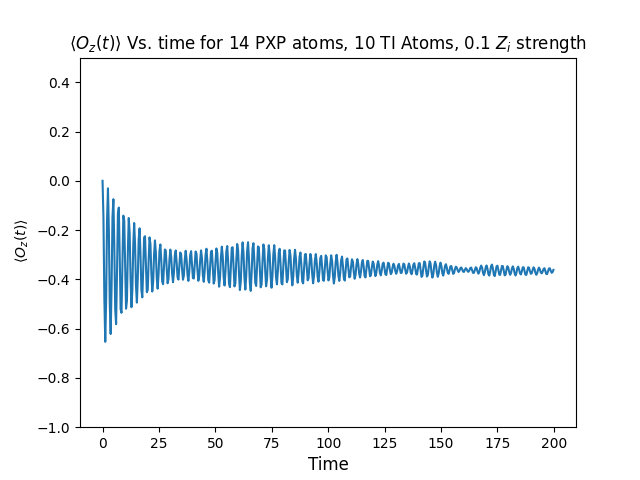 ⟨O_z(t)⟩ Vs. time for 14 PXP atoms, 10 TI Atoms, 0.1 Z_i strength
0.4
0.2
0.0
−0.2
−0.4
−0.6
−0.8
−1.0
⟨O_z(t)⟩
0 25 50 75 100 125 150 175 200
Time